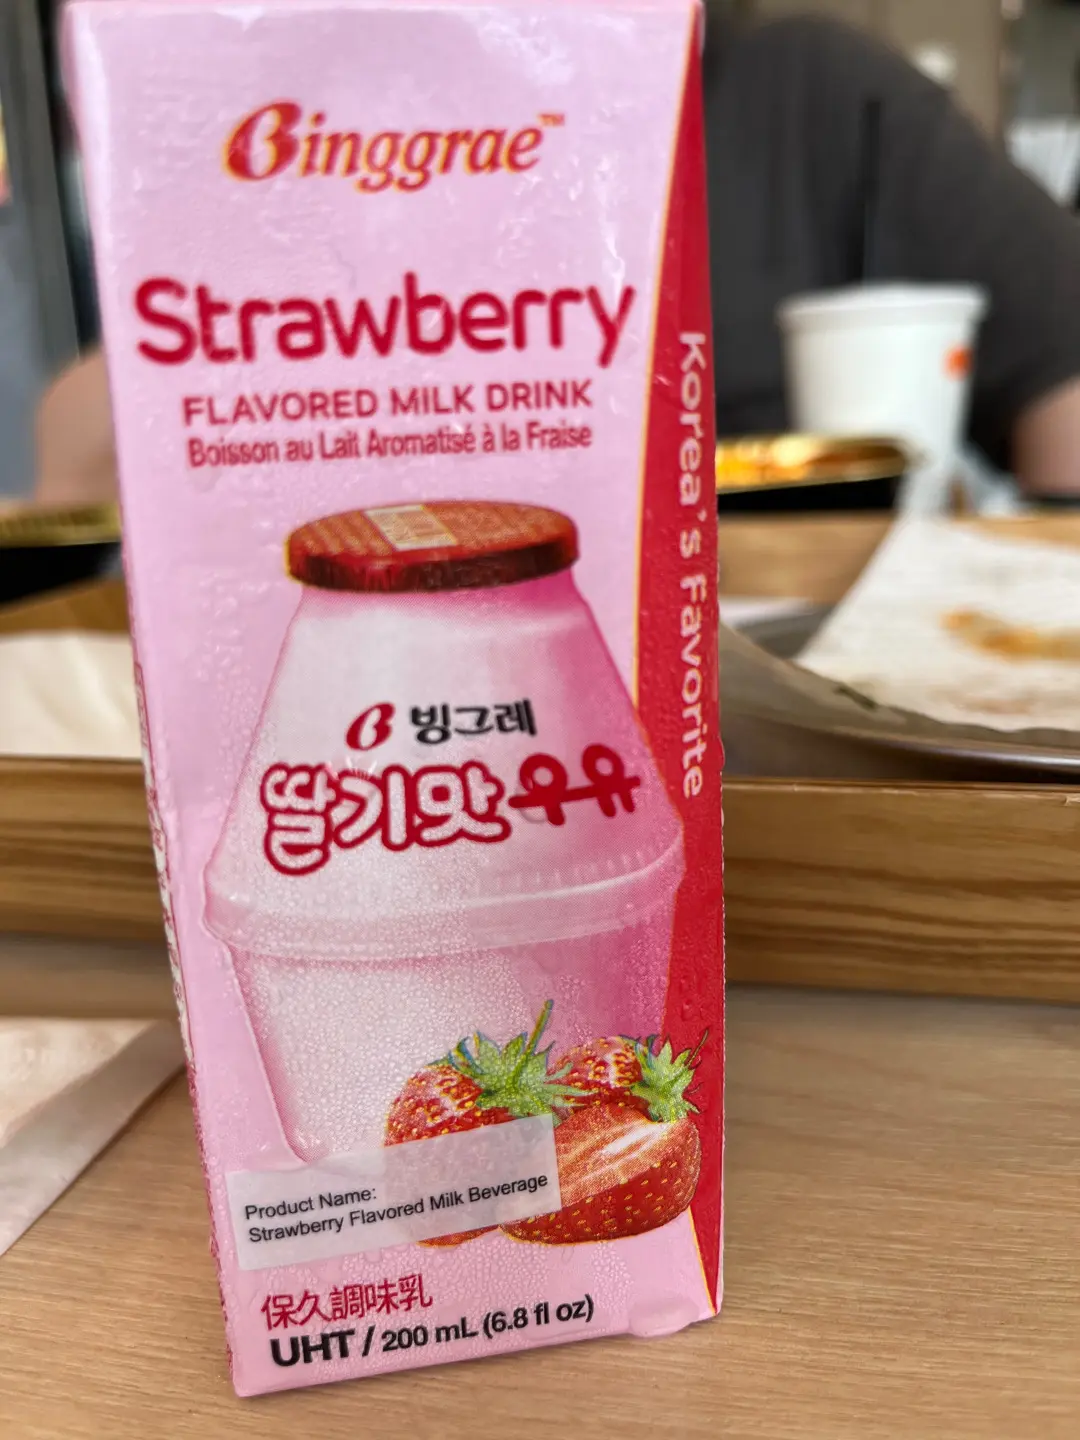 Binggrae™
Strawberry
FLAVORED MILK DRINK
Boisson au Lait Aromatisé à la Fraise
B 빙그레
딸기맛우유
Product Name:
Strawberry Flavored Milk Beverage
保久調味乳
UHT / 200 mL (6.8 fl oz)
Korea's Favorite